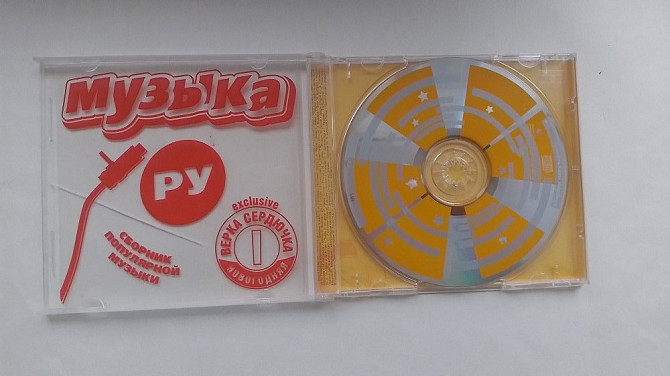 музыка
РУ
СБОРНИК
ПОПУЛЯРНОЙ
МУЗЫКИ
exclusive
ВЕРКА СЕРДЮЧКА
!
НОВОГОДНЯЯ